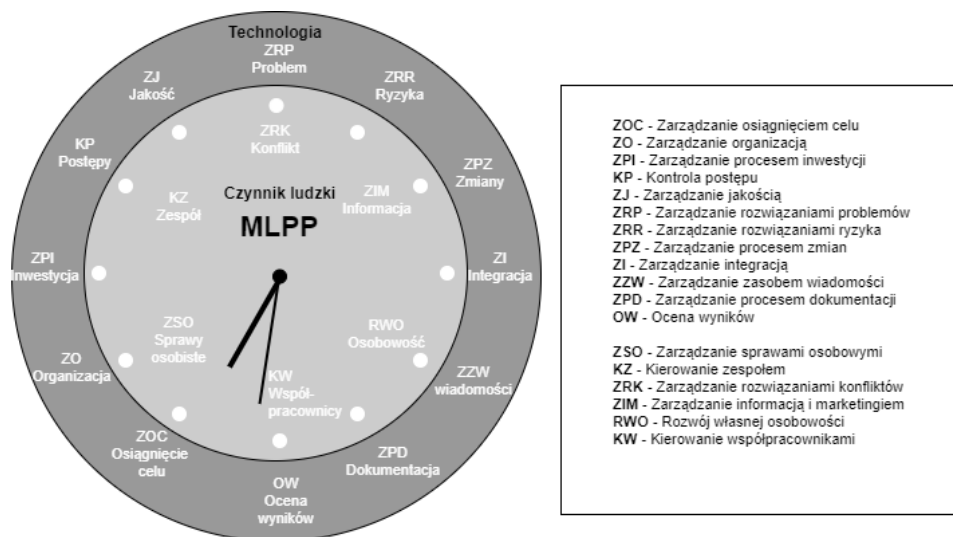 Technologia
ZRP
Problem
ZRR
Ryzyka
ZPZ
Zmiany
ZI
Integracja
ZZW
wiadomości
ZPD
Dokumentacja
OW
Ocena
wyników
ZOC
Osiągnięcie
celu
ZO
Organizacja
ZPI
Inwestycja
KP
Postępy
ZJ
Jakość
ZRK
Konflikt
ZIM
Informacja
RWO
Osobowość
KW
Współ-
pracownicy
ZSO
Sprawy
osobiste
KZ
Zespół
Czynnik ludzki
MLPP
ZOC - Zarządzanie osiągnięciem celu
ZO - Zarządzanie organizacją
ZPI - Zarządzanie procesem inwestycji
KP - Kontrola postępu
ZJ - Zarządzanie jakością
ZRP - Zarządzanie rozwiązaniami problemów
ZRR - Zarządzanie rozwiązaniami ryzyka
ZPZ - Zarządzanie procesem zmian
ZI - Zarządzanie integracją
ZZW - Zarządzanie zasobem wiadomości
ZPD - Zarządzanie procesem dokumentacji
OW - Ocena wyników
ZSO - Zarządzanie sprawami osobowymi
KZ - Kierowanie zespołem
ZRK - Zarządzanie rozwiązaniami konfliktów
ZIM - Zarządzanie informacją i marketingiem
RWO - Rozwój własnej osobowości
KW - Kierowanie współpracownikami